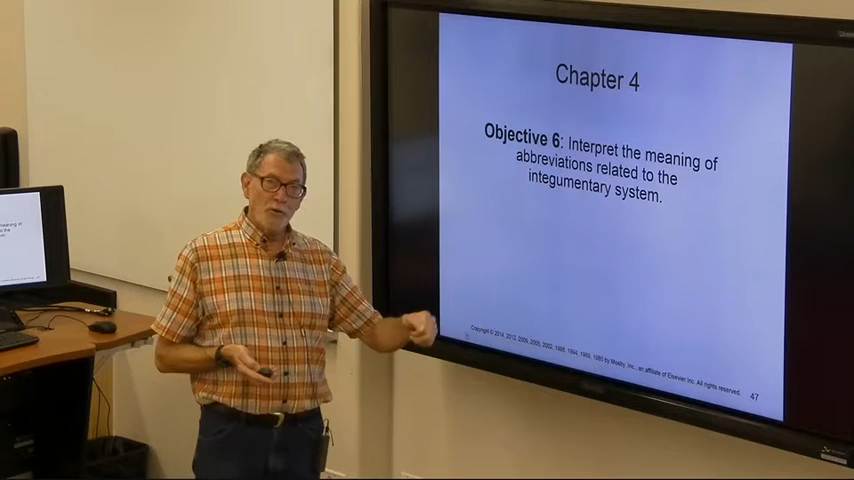 Chapter 4
Objective 6: Interpret the meaning of
abbreviations related to the
integumentary system.
Copyright © 2014, 2012, 2009, 2005, 2002, 1998, 1994, 1989, 1985 by Mosby, Inc., an affiliate of Elsevier Inc. All rights reserved.
47